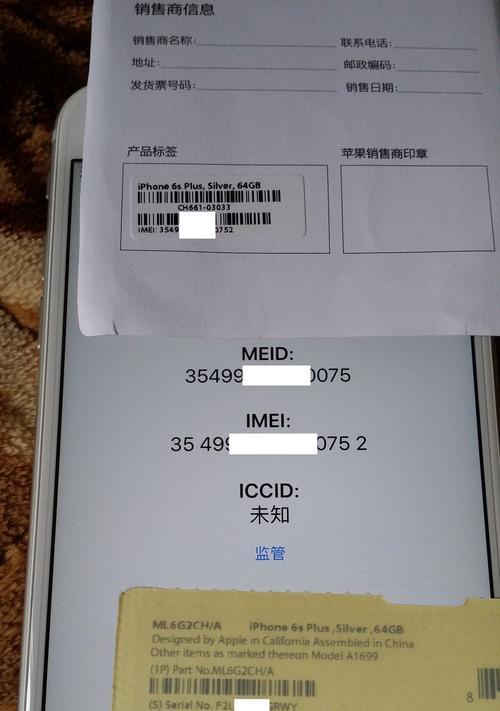 销售商信息
销售商名称:
联系电话:
地址:
邮政编码:
发货票号码:
销售日期:
产品标签
苹果销售商印章
iPhone 6s Plus, Silver, 64GB
CH661-03033
IMEI: 3549 0752
MEID:
35499 0075
IMEI:
35 499 075 2
ICCID:
未知
监管
ML6G2CH/A iPhone 6s Plus ,Silver ,64GB
Designed by Apple in California Assembled in China
Other items as marked thereon Model A1699
(1P) Part No.ML6G2CH/A
8
(S) Serial No. F2L GRWY